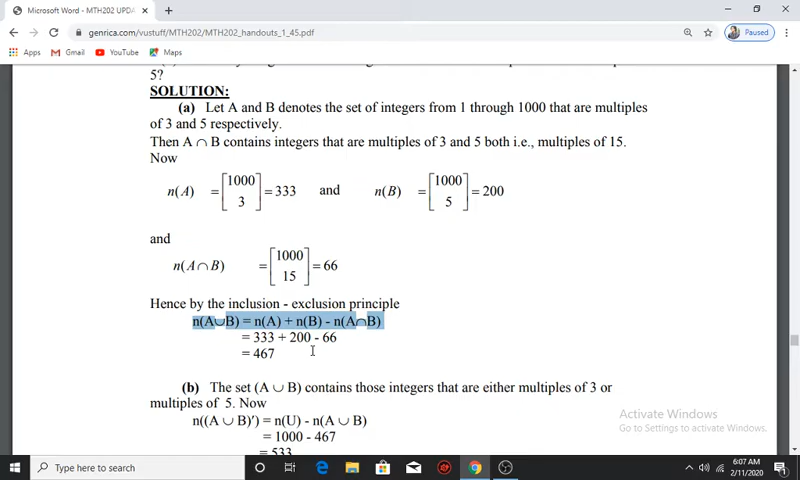 Microsoft Word - MTH202 UPDA
genrica.com/vustuff/MTH202/MTH202_handouts_1_45.pdf
Paused
Apps Gmail YouTube Maps
5?
SOLUTION:
(a) Let A and B denotes the set of integers from 1 through 1000 that are multiples
of 3 and 5 respectively.
Then A ∩ B contains integers that are multiples of 3 and 5 both i.e., multiples of 15.
Now
n(A) = [1000 3] = 333 and n(B) = [1000 5] = 200
and
n(A∩B) = [1000 15] = 66
Hence by the inclusion - exclusion principle
n(A∪B) = n(A) + n(B) - n(A∩B)
= 333 + 200 - 66
= 467
(b) The set (A ∪ B) contains those integers that are either multiples of 3 or
multiples of 5. Now
n((A ∪ B)′) = n(U) - n(A ∪ B)
= 1000 - 467
= 533
Activate Windows
Go to Settings to activate Windows.
Type here to search
6:07 AM
2/11/2020